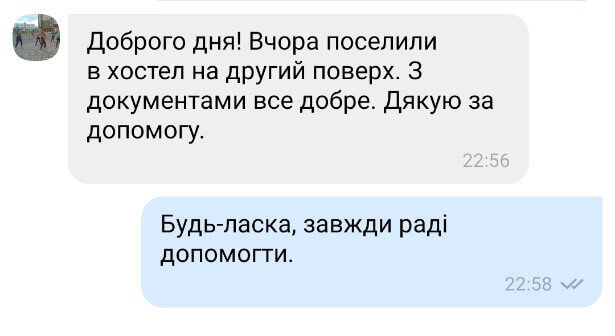 Доброго дня! Вчора поселили
в хостел на другий поверх. З
документами все добре. Дякую за
допомогу.
22:56
Будь-ласка, завжди раді
допомогти.
22:58